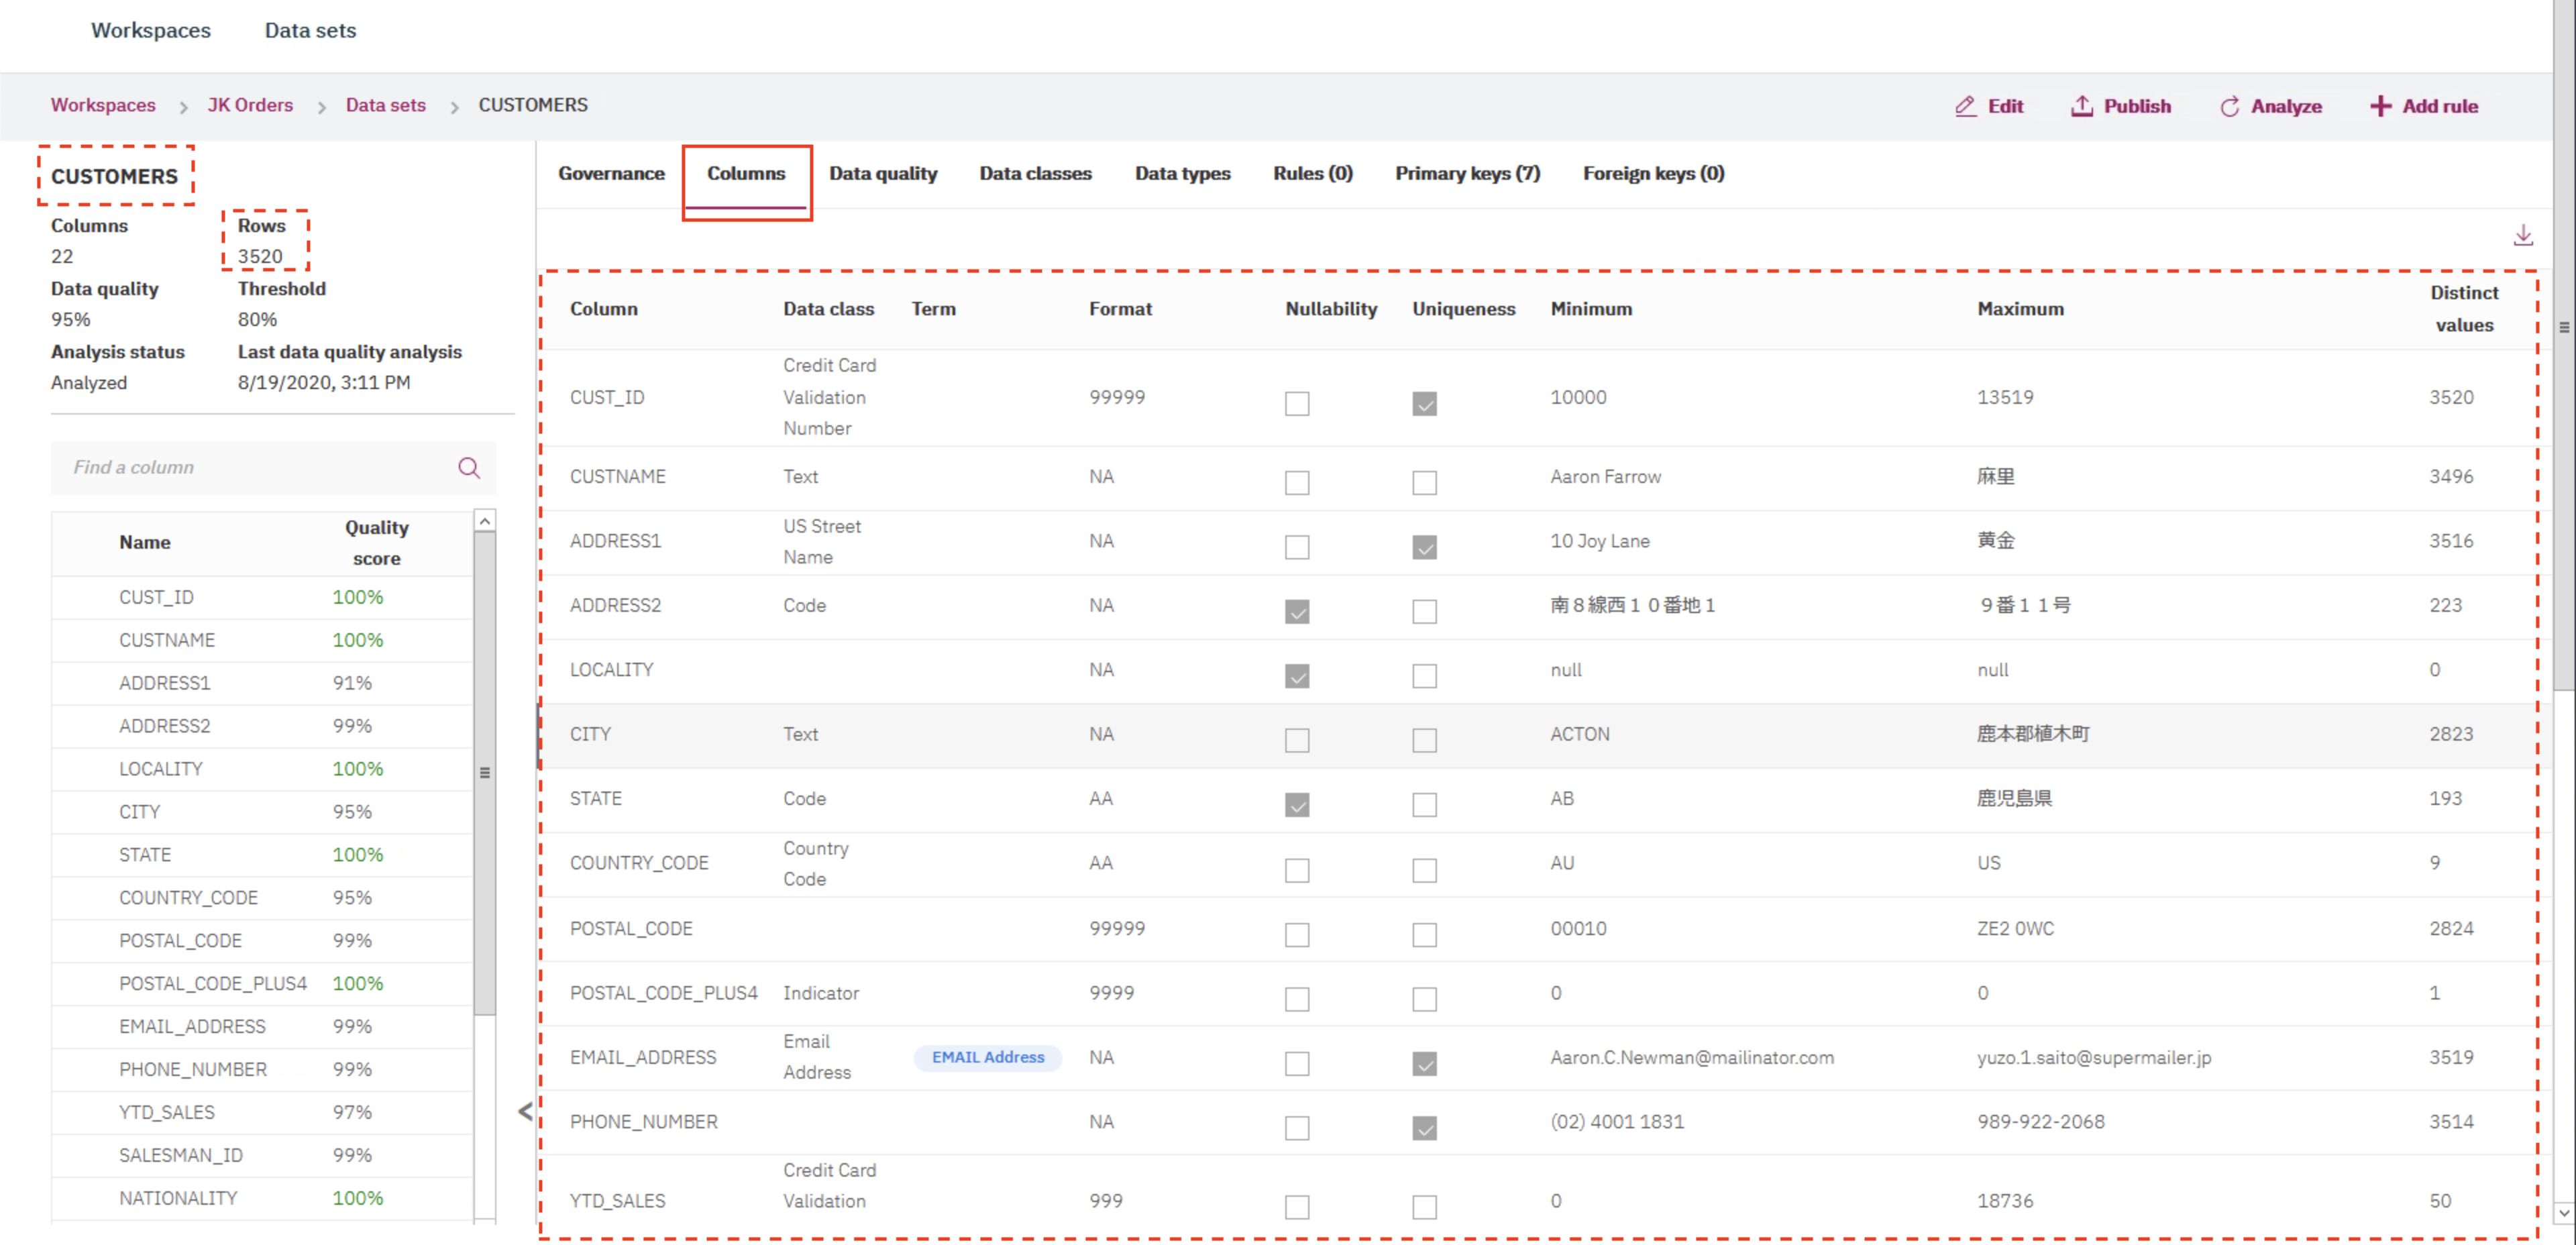 Workspaces Data sets
Workspaces > JK Orders > Data sets > CUSTOMERS
Edit Publish Analyze Add rule
CUSTOMERS
Columns Rows
22 3520
Data quality Threshold
95% 80%
Analysis status Last data quality analysis
Analyzed 8/19/2020, 3:11 PM
Find a column
Name Quality score
CUST_ID 100%
CUSTNAME 100%
ADDRESS1 91%
ADDRESS2 99%
LOCALITY 100%
CITY 95%
STATE 100%
COUNTRY_CODE 95%
POSTAL_CODE 99%
POSTAL_CODE_PLUS4 100%
EMAIL_ADDRESS 99%
PHONE_NUMBER 99%
YTD_SALES 97%
SALESMAN_ID 99%
NATIONALITY 100%
<
Governance Columns Data quality Data classes Data types Rules (0) Primary keys (7) Foreign keys (0)
Column Data class Term Format Nullability Uniqueness Minimum Maximum Distinct values
CUST_ID Credit Card Validation Number 99999 10000 13519 3520
CUSTNAME Text NA Aaron Farrow 麻里 3496
ADDRESS1 US Street Name NA 10 Joy Lane 黄金 3516
ADDRESS2 Code NA 南８線西１０番地１ ９番１１号 223
LOCALITY NA null null 0
CITY Text NA ACTON 鹿本郡植木町 2823
STATE Code AA AB 鹿児島県 193
COUNTRY_CODE Country Code AA AU US 9
POSTAL_CODE 99999 00010 ZE2 0WC 2824
POSTAL_CODE_PLUS4 Indicator 9999 0 0 1
EMAIL_ADDRESS Email Address EMAIL Address NA Aaron.C.Newman@mailinator.com yuzo.1.saito@supermailer.jp 3519
PHONE_NUMBER NA (02) 4001 1831 989-922-2068 3514
YTD_SALES Credit Card Validation 999 0 18736 50